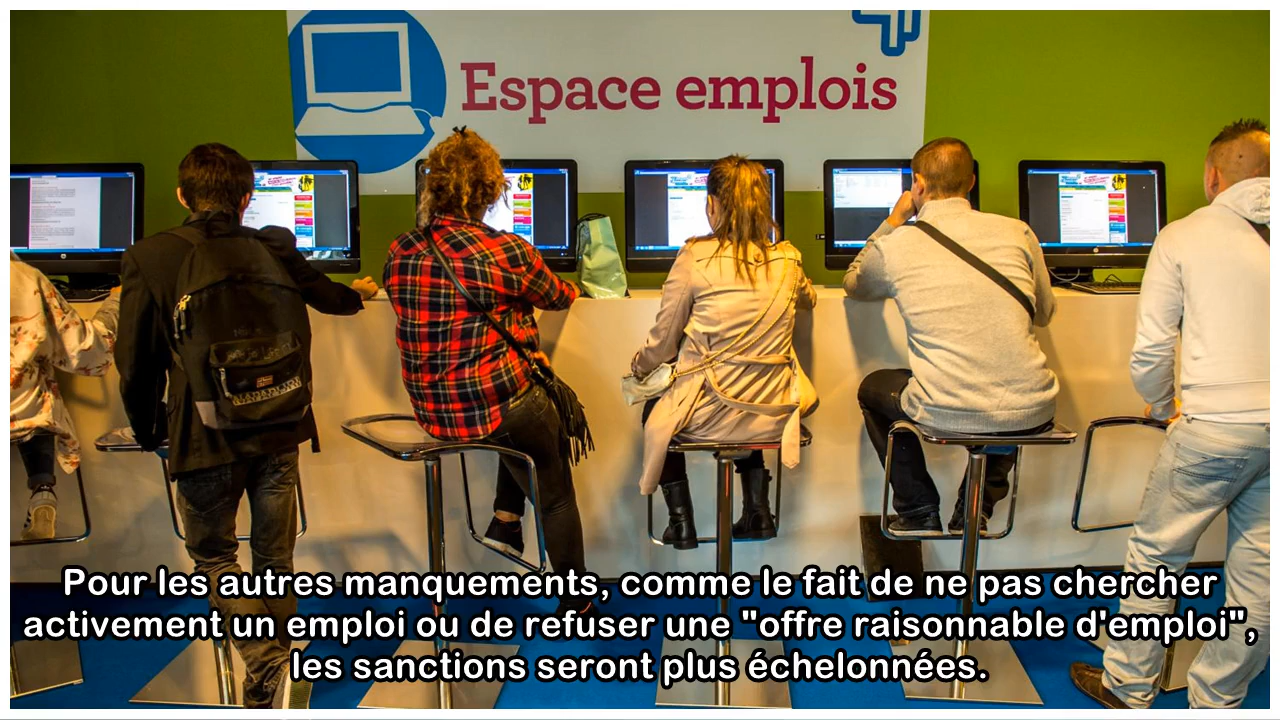 Espace emplois
Pour les autres manquements, comme le fait de ne pas chercher
activement un emploi ou de refuser une "offre raisonnable d'emploi",
les sanctions seront plus échelonnées.